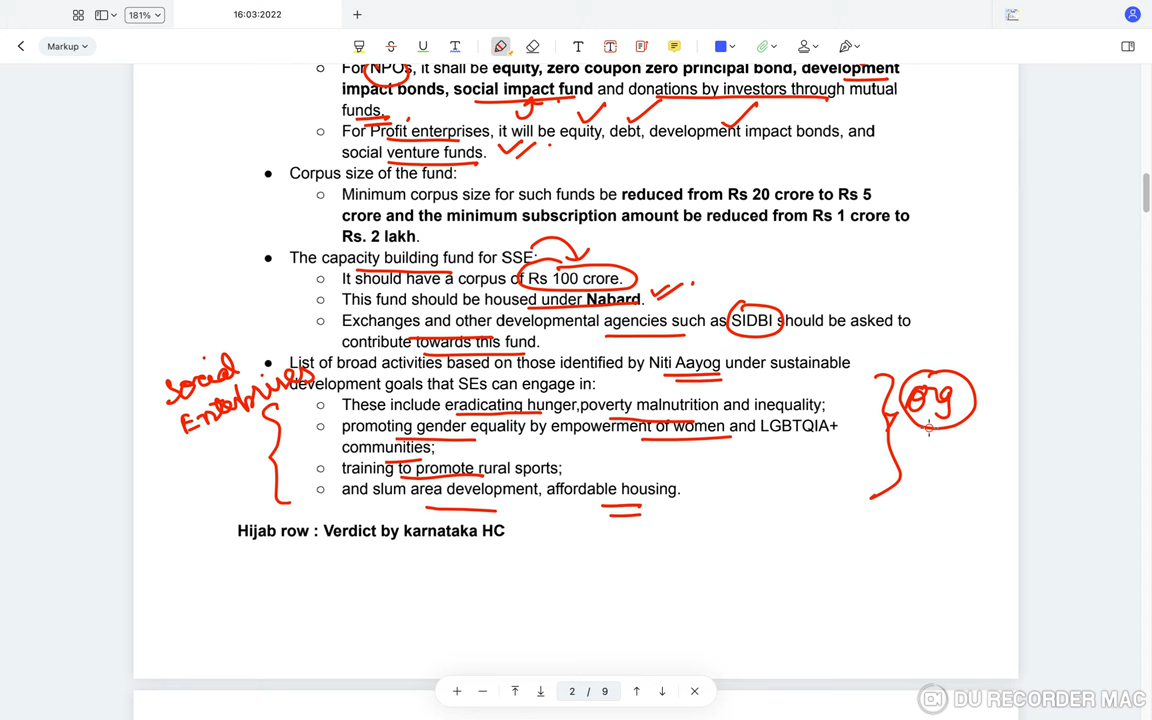 181%
16:03:2022
Markup
For NPOs, it shall be equity, zero coupon zero principal bond, development
impact bonds, social impact fund and donations by investors through mutual
funds.
For Profit enterprises, it will be equity, debt, development impact bonds, and
social venture funds.
Corpus size of the fund:
Minimum corpus size for such funds be reduced from Rs 20 crore to Rs 5
crore and the minimum subscription amount be reduced from Rs 1 crore to
Rs. 2 lakh.
The capacity building fund for SSE:
It should have a corpus of Rs 100 crore.
This fund should be housed under Nabard.
Exchanges and other developmental agencies such as SIDBI should be asked to
contribute towards this fund.
List of broad activities based on those identified by Niti Aayog under sustainable
development goals that SEs can engage in:
Social
Enterprises
org
These include eradicating hunger,poverty malnutrition and inequality;
promoting gender equality by empowerment of women and LGBTQIA+
communities;
training to promote rural sports;
and slum area development, affordable housing.
Hijab row : Verdict by karnataka HC
2 / 9
DU RECORDER MAC